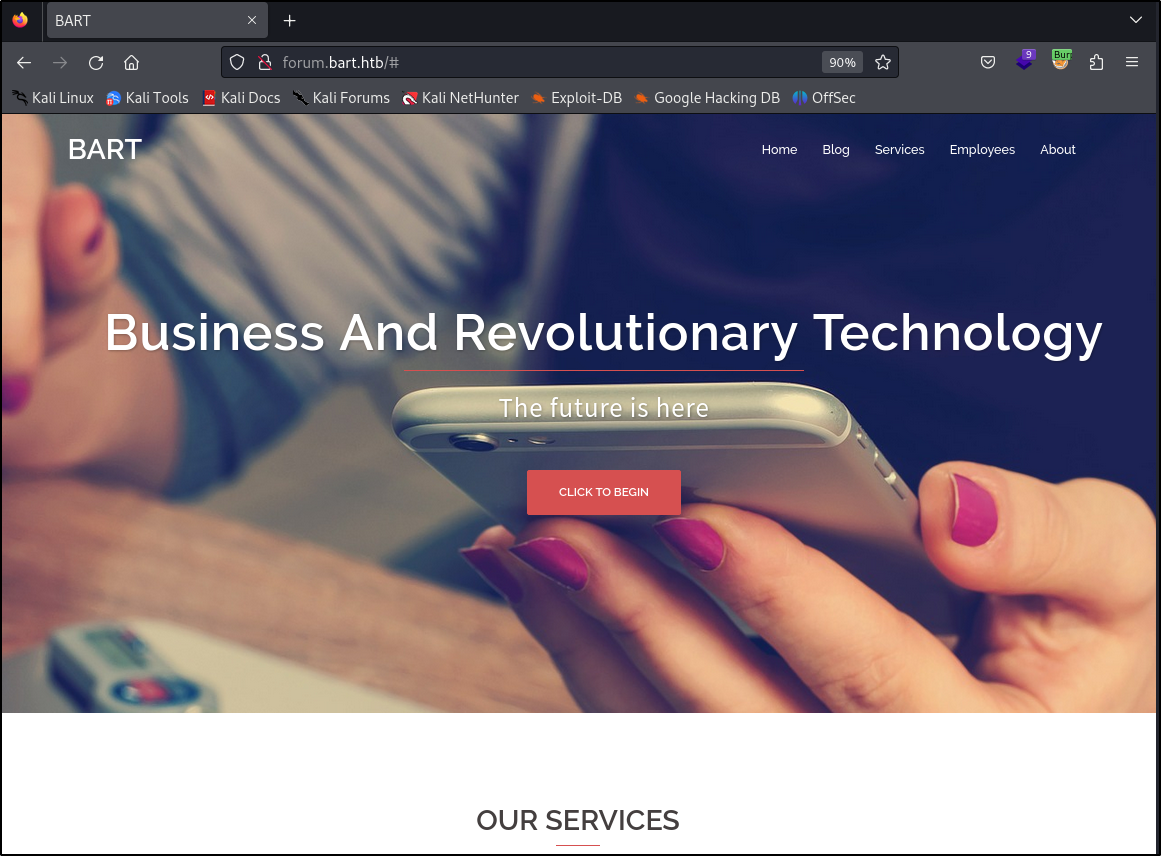 BART
forum.bart.htb/#
90%
9
Bur
Kali Linux Kali Tools Kali Docs Kali Forums Kali NetHunter Exploit-DB Google Hacking DB OffSec
BART Home Blog Services Employees About
Business And Revolutionary Technology
The future is here
CLICK TO BEGIN
OUR SERVICES